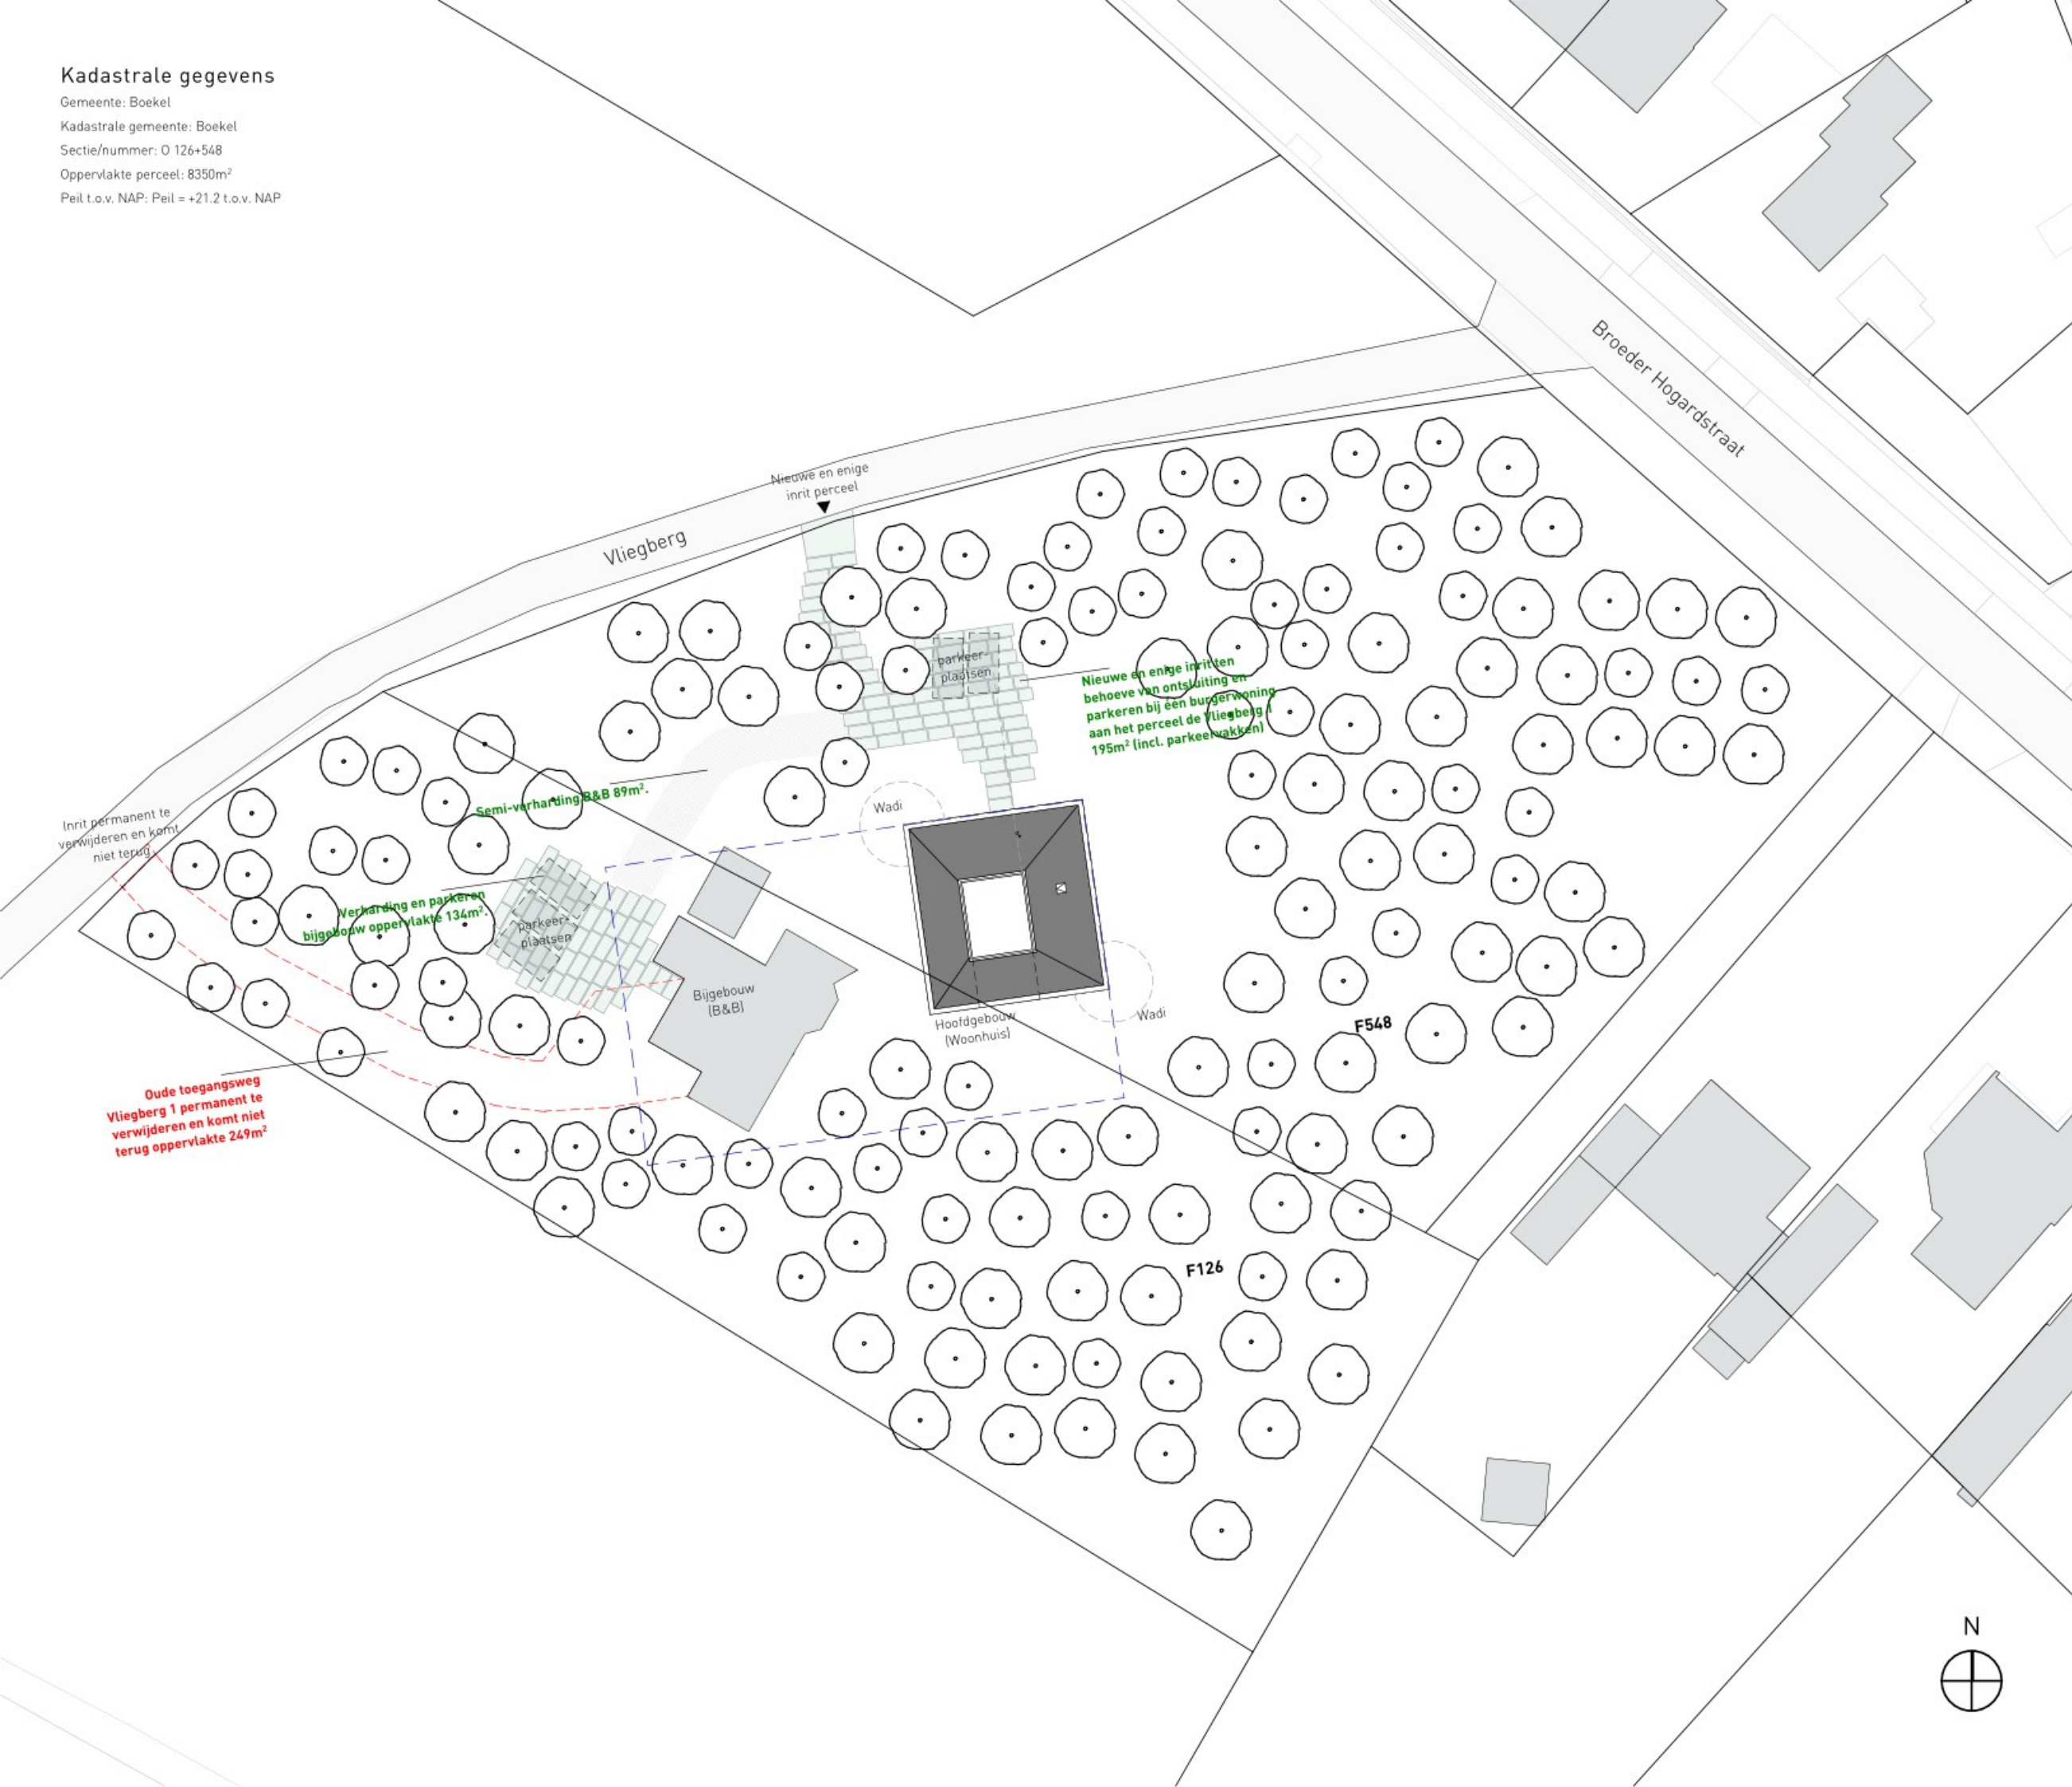 Kadastrale gegevens
Gemeente: Boekel
Kadastrale gemeente: Boekel
Sectie/nummer: O 126+548
Oppervlakte perceel: 8350m²
Peil t.o.v. NAP: Peil = +21.2 t.o.v. NAP
Broeder Hogardstraat
Nieuwe en enige
inrit perceel
Vliegberg
parkeer-
plaatsen
Nieuwe en enige inrit ten
behoeve van ontsluiting en
parkeren bij één burgerwoning
aan het perceel de Vliegberg 1
195m² (incl. parkeervakken)
Semi-verharding B&B 89m².
Wadi
Inrit permanent te
verwijderen en komt
niet terug
Verharding en parkeren
bijgebouw oppervlakte 134m².
parkeer-
plaatsen
Bijgebouw
(B&B)
Hoofdgebouw
(Woonhuis)
Wadi
F548
Oude toegangsweg
Vliegberg 1 permanent te
verwijderen en komt niet
terug oppervlakte 249m²
F126
N